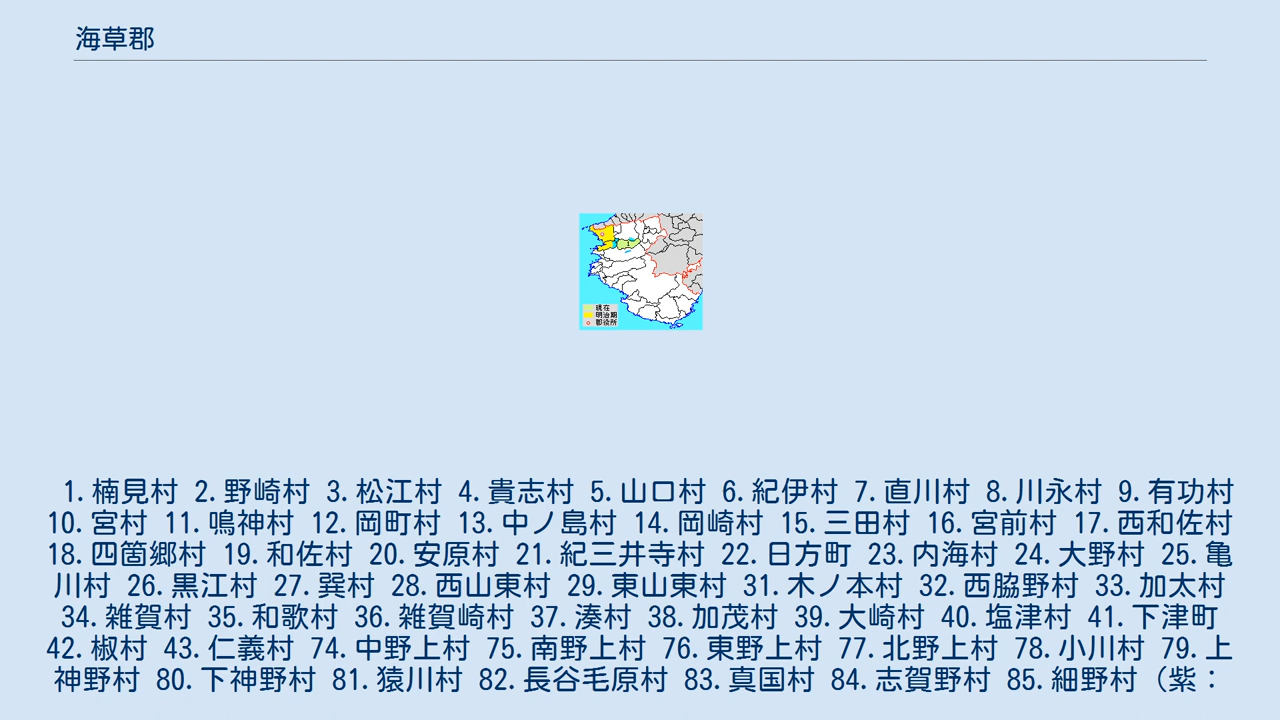 海草郡
現在
明治期
郡役所
1. 楠見村 2. 野崎村 3. 松江村 4. 貴志村 5. 山口村 6. 紀伊村 7. 直川村 8. 川永村 9. 有功村
10. 宮村 11. 鳴神村 12. 岡町村 13. 中ノ島村 14. 岡崎村 15. 三田村 16. 宮前村 17. 西和佐村
18. 四箇郷村 19. 和佐村 20. 安原村 21. 紀三井寺村 22. 日方町 23. 内海村 24. 大野村 25. 亀
川村 26. 黒江村 27. 巽村 28. 西山東村 29. 東山東村 31. 木ノ本村 32. 西脇野村 33. 加太村
34. 雑賀村 35. 和歌村 36. 雑賀崎村 37. 湊村 38. 加茂村 39. 大崎村 40. 塩津村 41. 下津町
42. 椒村 43. 仁義村 74. 中野上村 75. 南野上村 76. 東野上村 77. 北野上村 78. 小川村 79. 上
神野村 80. 下神野村 81. 猿川村 82. 長谷毛原村 83. 真国村 84. 志賀野村 85. 細野村（紫：